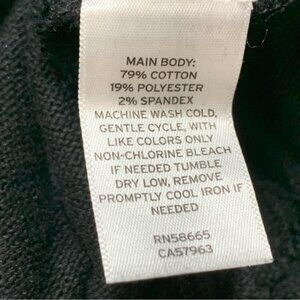 MAIN BODY:
79% COTTON
19% POLYESTER
2% SPANDEX
MACHINE WASH COLD,
GENTLE CYCLE, WITH
LIKE COLORS ONLY
NON-CHLORINE BLEACH
IF NEEDED TUMBLE
DRY LOW, REMOVE
PROMPTLY COOL IRON IF
NEEDED
RN58665
CA57963